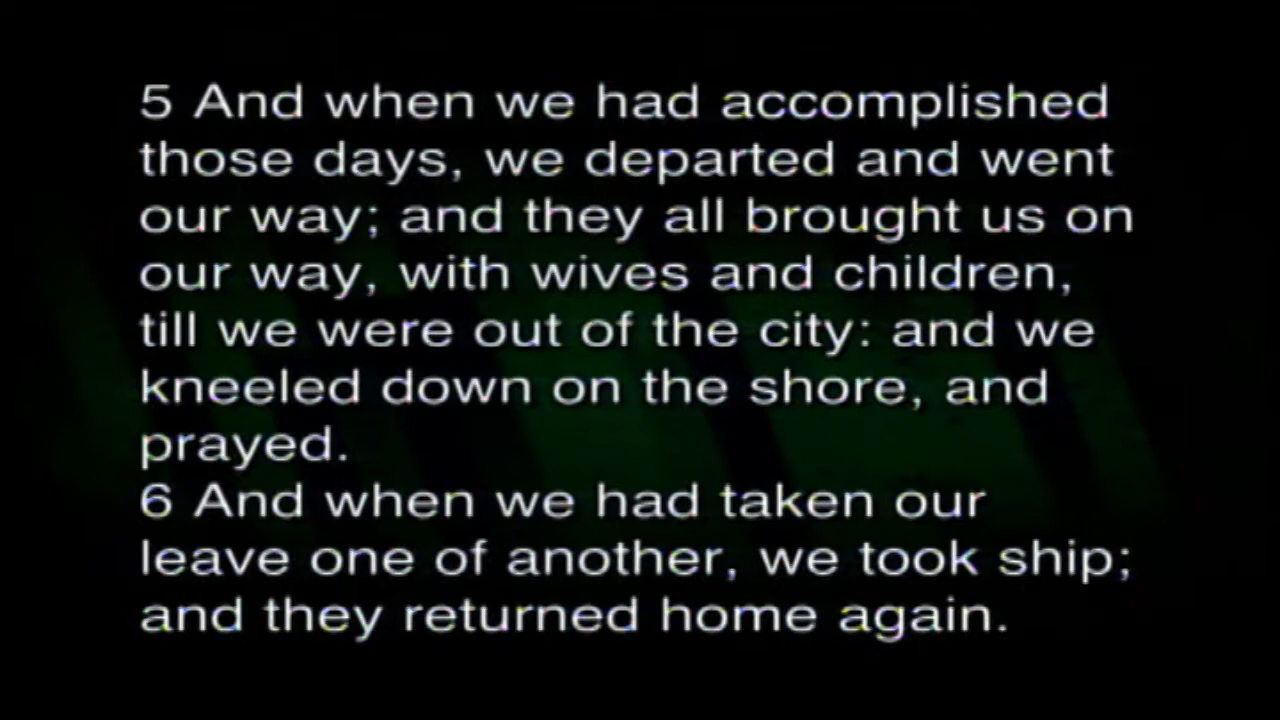 5 And when we had accomplished
those days, we departed and went
our way; and they all brought us on
our way, with wives and children,
till we were out of the city: and we
kneeled down on the shore, and
prayed.
6 And when we had taken our
leave one of another, we took ship;
and they returned home again.